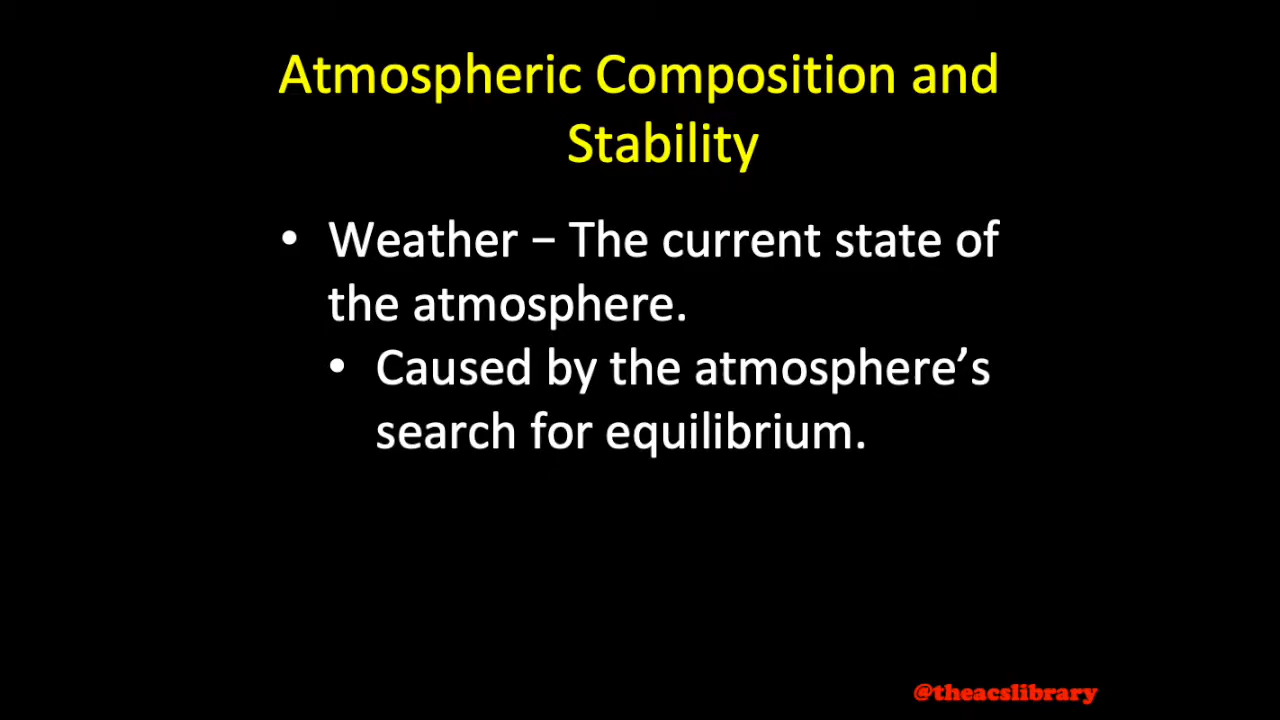 Atmospheric Composition and
Stability
• Weather – The current state of
the atmosphere.
• Caused by the atmosphere’s
search for equilibrium.
@theacslibrary